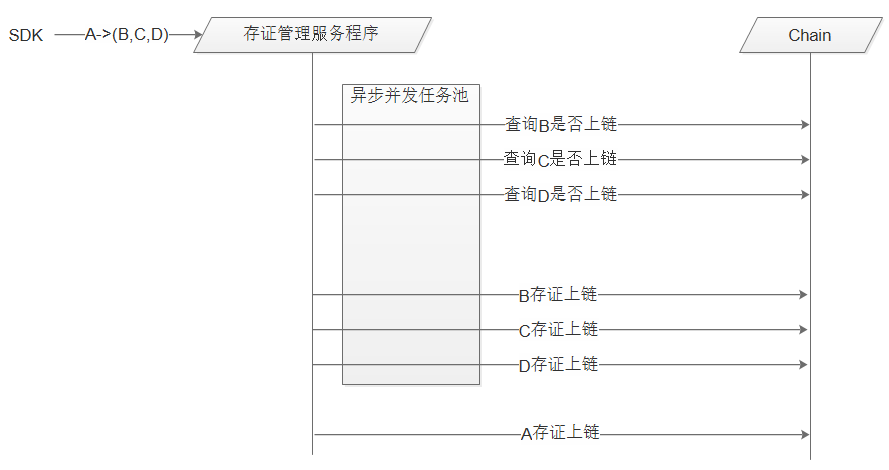 SDK
A->(B,C,D)
存证管理服务程序
Chain
异步并发任务池
查询B是否上链
查询C是否上链
查询D是否上链
B存证上链
C存证上链
D存证上链
A存证上链